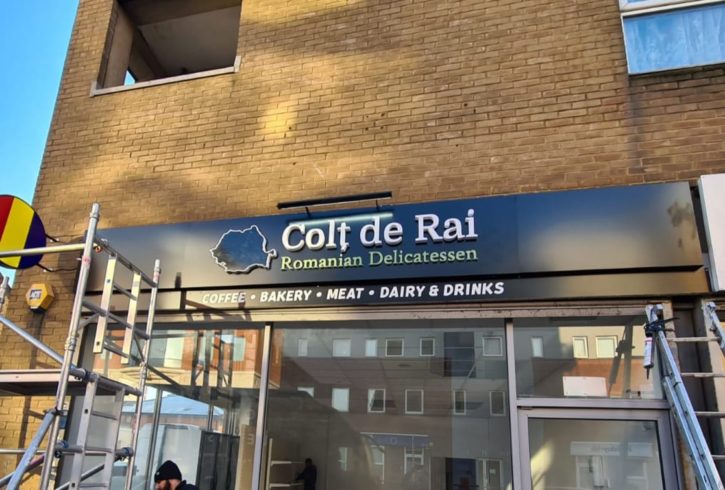 Colț de Rai
Romanian Delicatessen
COFFEE • BAKERY • MEAT • DAIRY & DRINKS
ADT